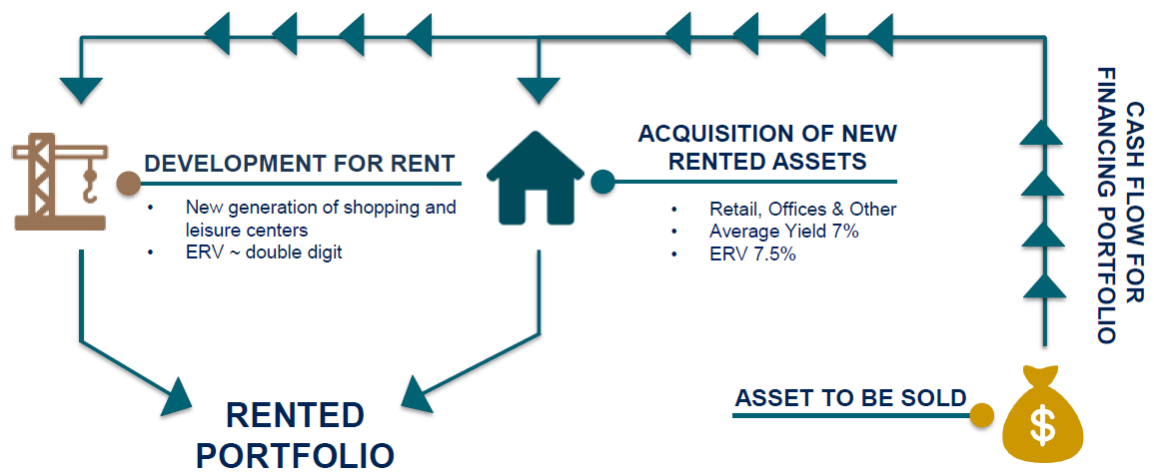 DEVELOPMENT FOR RENT
• New generation of shopping and
leisure centers
• ERV ~ double digit
ACQUISITION OF NEW
RENTED ASSETS
• Retail, Offices & Other
• Average Yield 7%
• ERV 7.5%
CASH FLOW FOR
FINANCING PORTFOLIO
ASSET TO BE SOLD
$
RENTED
PORTFOLIO